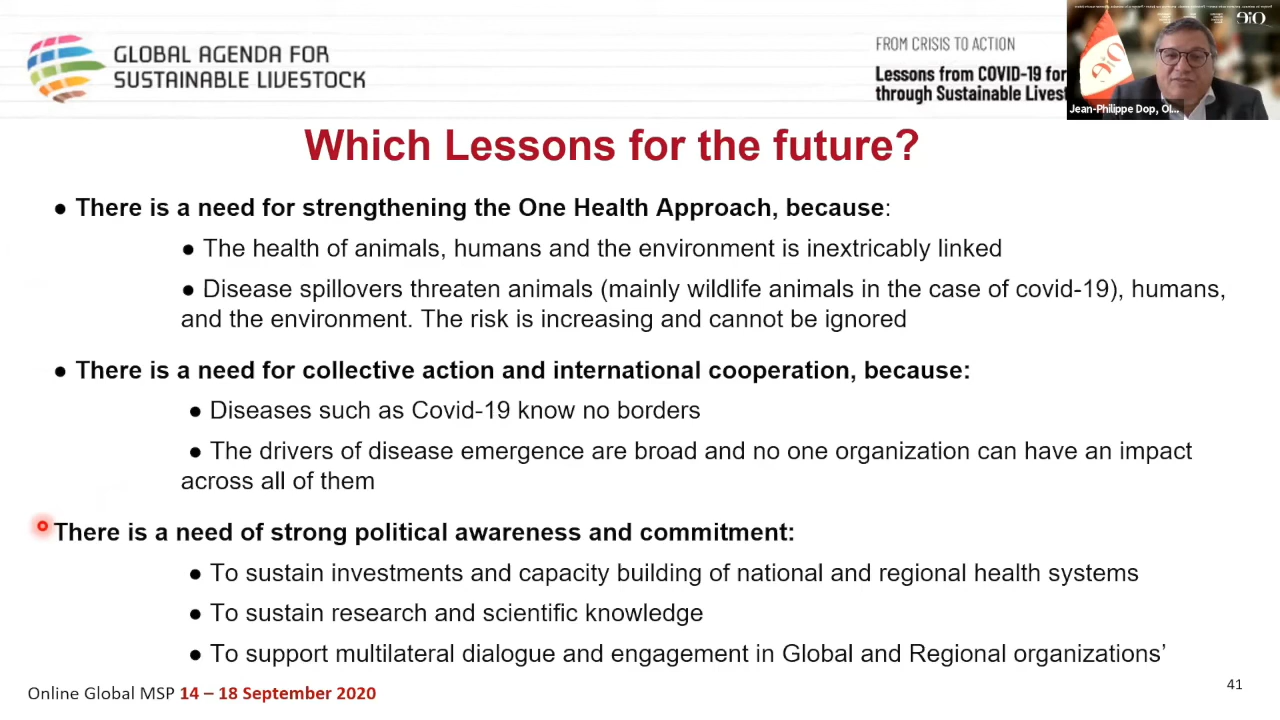 GLOBAL AGENDA FOR
SUSTAINABLE LIVESTOCK
FROM CRISIS TO ACTION
Lessons from COVID-19 for
through Sustainable Livest
Oie
Jean-Philippe Dop, OI...
Which Lessons for the future?
● There is a need for strengthening the One Health Approach, because:
● The health of animals, humans and the environment is inextricably linked
● Disease spillovers threaten animals (mainly wildlife animals in the case of covid-19), humans,
and the environment. The risk is increasing and cannot be ignored
● There is a need for collective action and international cooperation, because:
● Diseases such as Covid-19 know no borders
● The drivers of disease emergence are broad and no one organization can have an impact
across all of them
There is a need of strong political awareness and commitment:
● To sustain investments and capacity building of national and regional health systems
● To sustain research and scientific knowledge
● To support multilateral dialogue and engagement in Global and Regional organizations’
Online Global MSP 14 – 18 September 2020
41